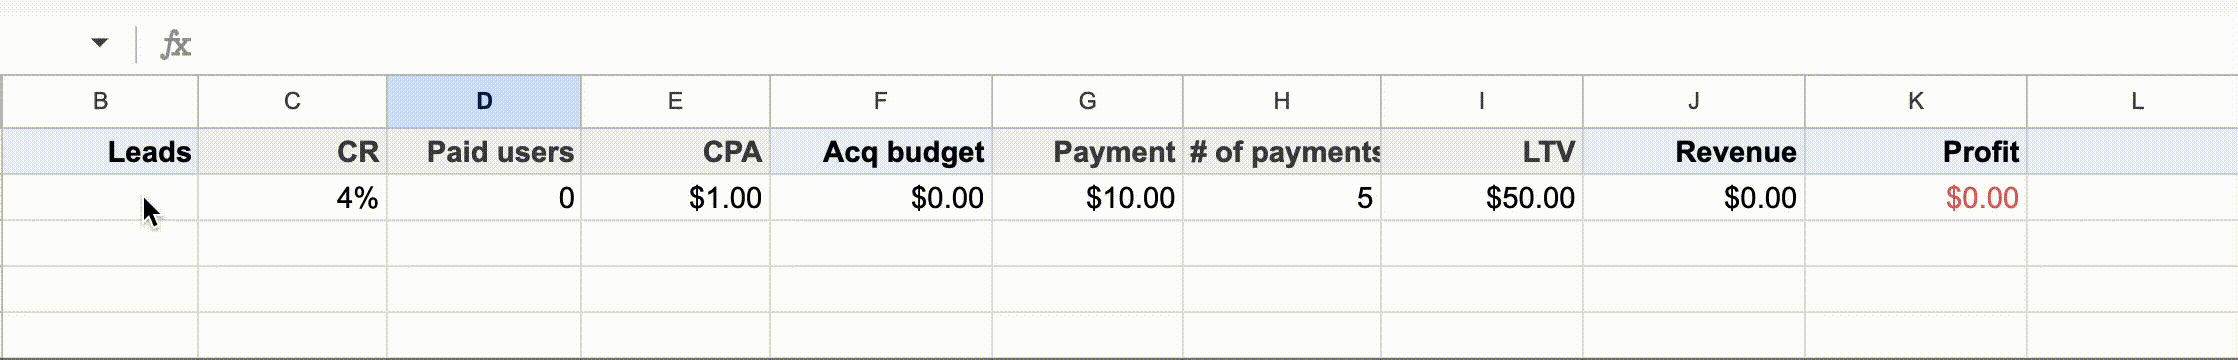 fx
B C D E F G H I J K L
Leads CR Paid users CPA Acq budget Payment # of payments LTV Revenue Profit
4% 0 $1.00 $0.00 $10.00 5 $50.00 $0.00 $0.00